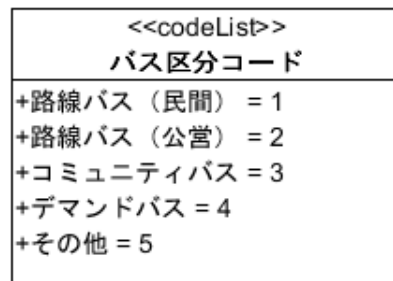 <<codeList>>
バス区分コード
+路線バス（民間） = 1
+路線バス（公営） = 2
+コミュニティバス = 3
+デマンドバス = 4
+その他 = 5